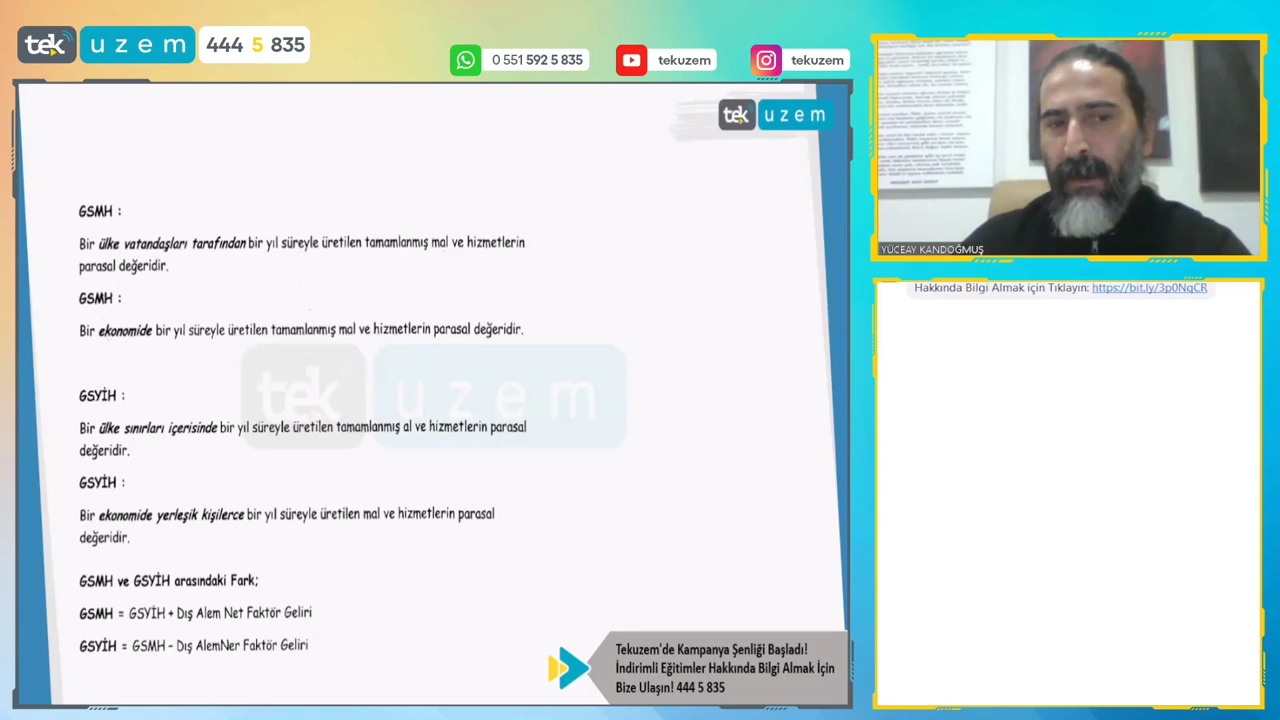 tek uzem 444 5 835
0 551 592 5 835
tekuzem
tekuzem
tek uzem
GSMH :
Bir ülke vatandaşları tarafından bir yıl süreyle üretilen tamamlanmış mal ve hizmetlerin
parasal değeridir.
GSMH :
Bir ekonomide bir yıl süreyle üretilen tamamlanmış mal ve hizmetlerin parasal değeridir.
tek uzem
GSYİH :
Bir ülke sınırları içerisinde bir yıl süreyle üretilen tamamlanmış al ve hizmetlerin parasal
değeridir.
GSYİH :
Bir ekonomide yerleşik kişilerce bir yıl süreyle üretilen mal ve hizmetlerin parasal
değeridir.
GSMH ve GSYİH arasındaki Fark;
GSMH = GSYİH + Dış Alem Net Faktör Geliri
GSYİH = GSMH - Dış AlemNer Faktör Geliri
Tekuzem'de Kampanya Şenliği Başladı!
İndirimli Eğitimler Hakkında Bilgi Almak İçin
Bize Ulaşın! 444 5 835
YÜCEAY KANDOĞMUŞ
Hakkında Bilgi Almak için Tıklayın: https://bit.ly/3p0NqCR